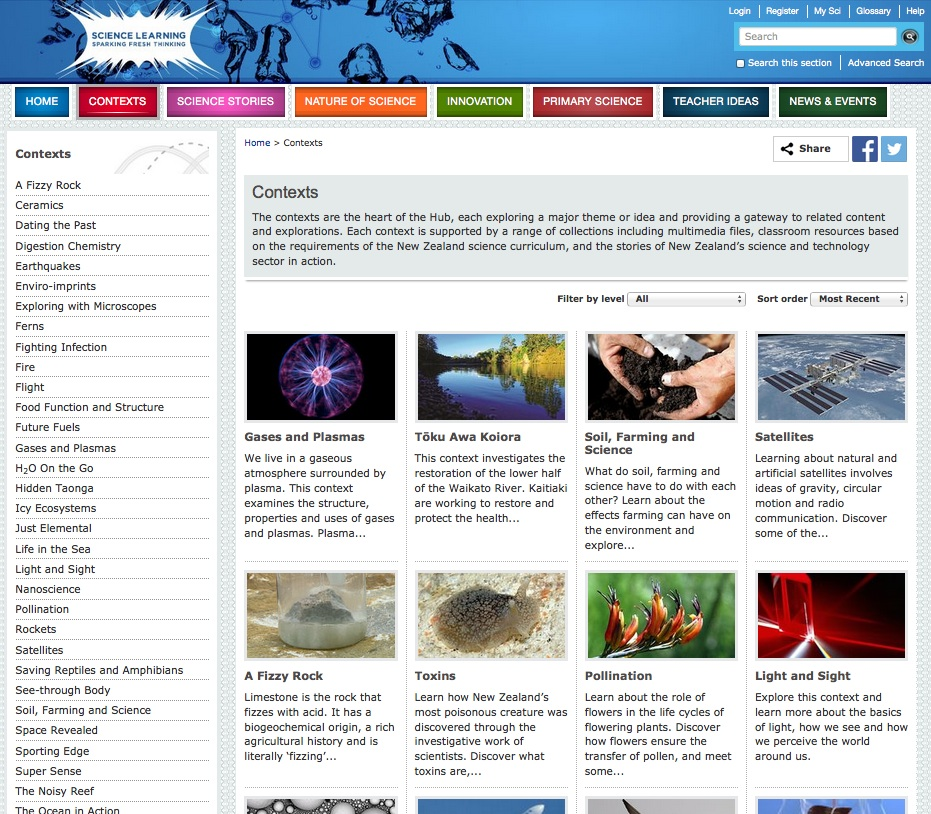 Login Register My Sci Glossary Help
SCIENCE LEARNING
SPARKING FRESH THINKING
Search
Search this section Advanced Search
HOME CONTEXTS SCIENCE STORIES NATURE OF SCIENCE INNOVATION PRIMARY SCIENCE TEACHER IDEAS NEWS & EVENTS
Contexts
A Fizzy Rock
Ceramics
Dating the Past
Digestion Chemistry
Earthquakes
Enviro-imprints
Exploring with Microscopes
Ferns
Fighting Infection
Fire
Flight
Food Function and Structure
Future Fuels
Gases and Plasmas
H₂O On the Go
Hidden Taonga
Icy Ecosystems
Just Elemental
Life in the Sea
Light and Sight
Nanoscience
Pollination
Rockets
Satellites
Saving Reptiles and Amphibians
See-through Body
Soil, Farming and Science
Space Revealed
Sporting Edge
Super Sense
The Noisy Reef
The Ocean in Action
Home > Contexts
Share
Contexts
The contexts are the heart of the Hub, each exploring a major theme or idea and providing a gateway to related content
and explorations. Each context is supported by a range of collections including multimedia files, classroom resources based
on the requirements of the New Zealand science curriculum, and the stories of New Zealand's science and technology
sector in action.
Filter by level All Sort order Most Recent
Gases and Plasmas
We live in a gaseous
atmosphere surrounded by
plasma. This context
examines the structure,
properties and uses of gases
and plasmas. Plasma...
Tōku Awa Koiora
This context investigates the
restoration of the lower half
of the Waikato River. Kaitiaki
are working to restore and
protect the health...
Soil, Farming and
Science
What do soil, farming and
science have to do with each
other? Learn about the
effects farming can have on
the environment and
explore...
Satellites
Learning about natural and
artificial satellites involves
ideas of gravity, circular
motion and radio
communication. Discover
some of the...
A Fizzy Rock
Limestone is the rock that
fizzes with acid. It has a
biogeochemical origin, a rich
agricultural history and is
literally ‘fizzing’...
Toxins
Learn how New Zealand's
most poisonous creature was
discovered through the
investigative work of
scientists. Discover what
toxins are,...
Pollination
Learn about the role of
flowers in the life cycles of
flowering plants. Discover
how flowers ensure the
transfer of pollen, and meet
some...
Light and Sight
Explore this context and
learn more about the basics
of light, how we see and how
we perceive the world
around us.